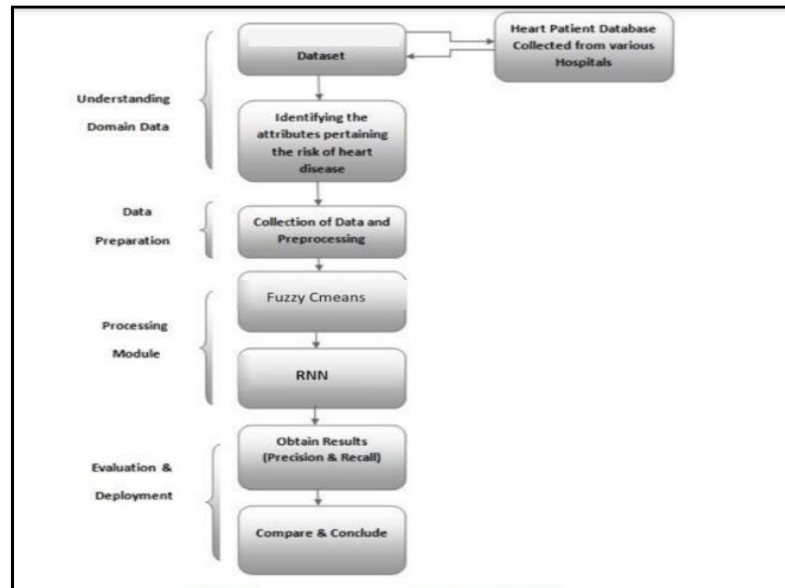 Dataset
Heart Patient Database
Collected from various
Hospitals
Understanding
Domain Data
Identifying the
attributes pertaining
the risk of heart
disease
Data
Preparation
Collection of Data and
Preprocessing
Processing
Module
Fuzzy Cmeans
RNN
Evaluation &
Deployment
Obtain Results
(Precision & Recall)
Compare & Conclude